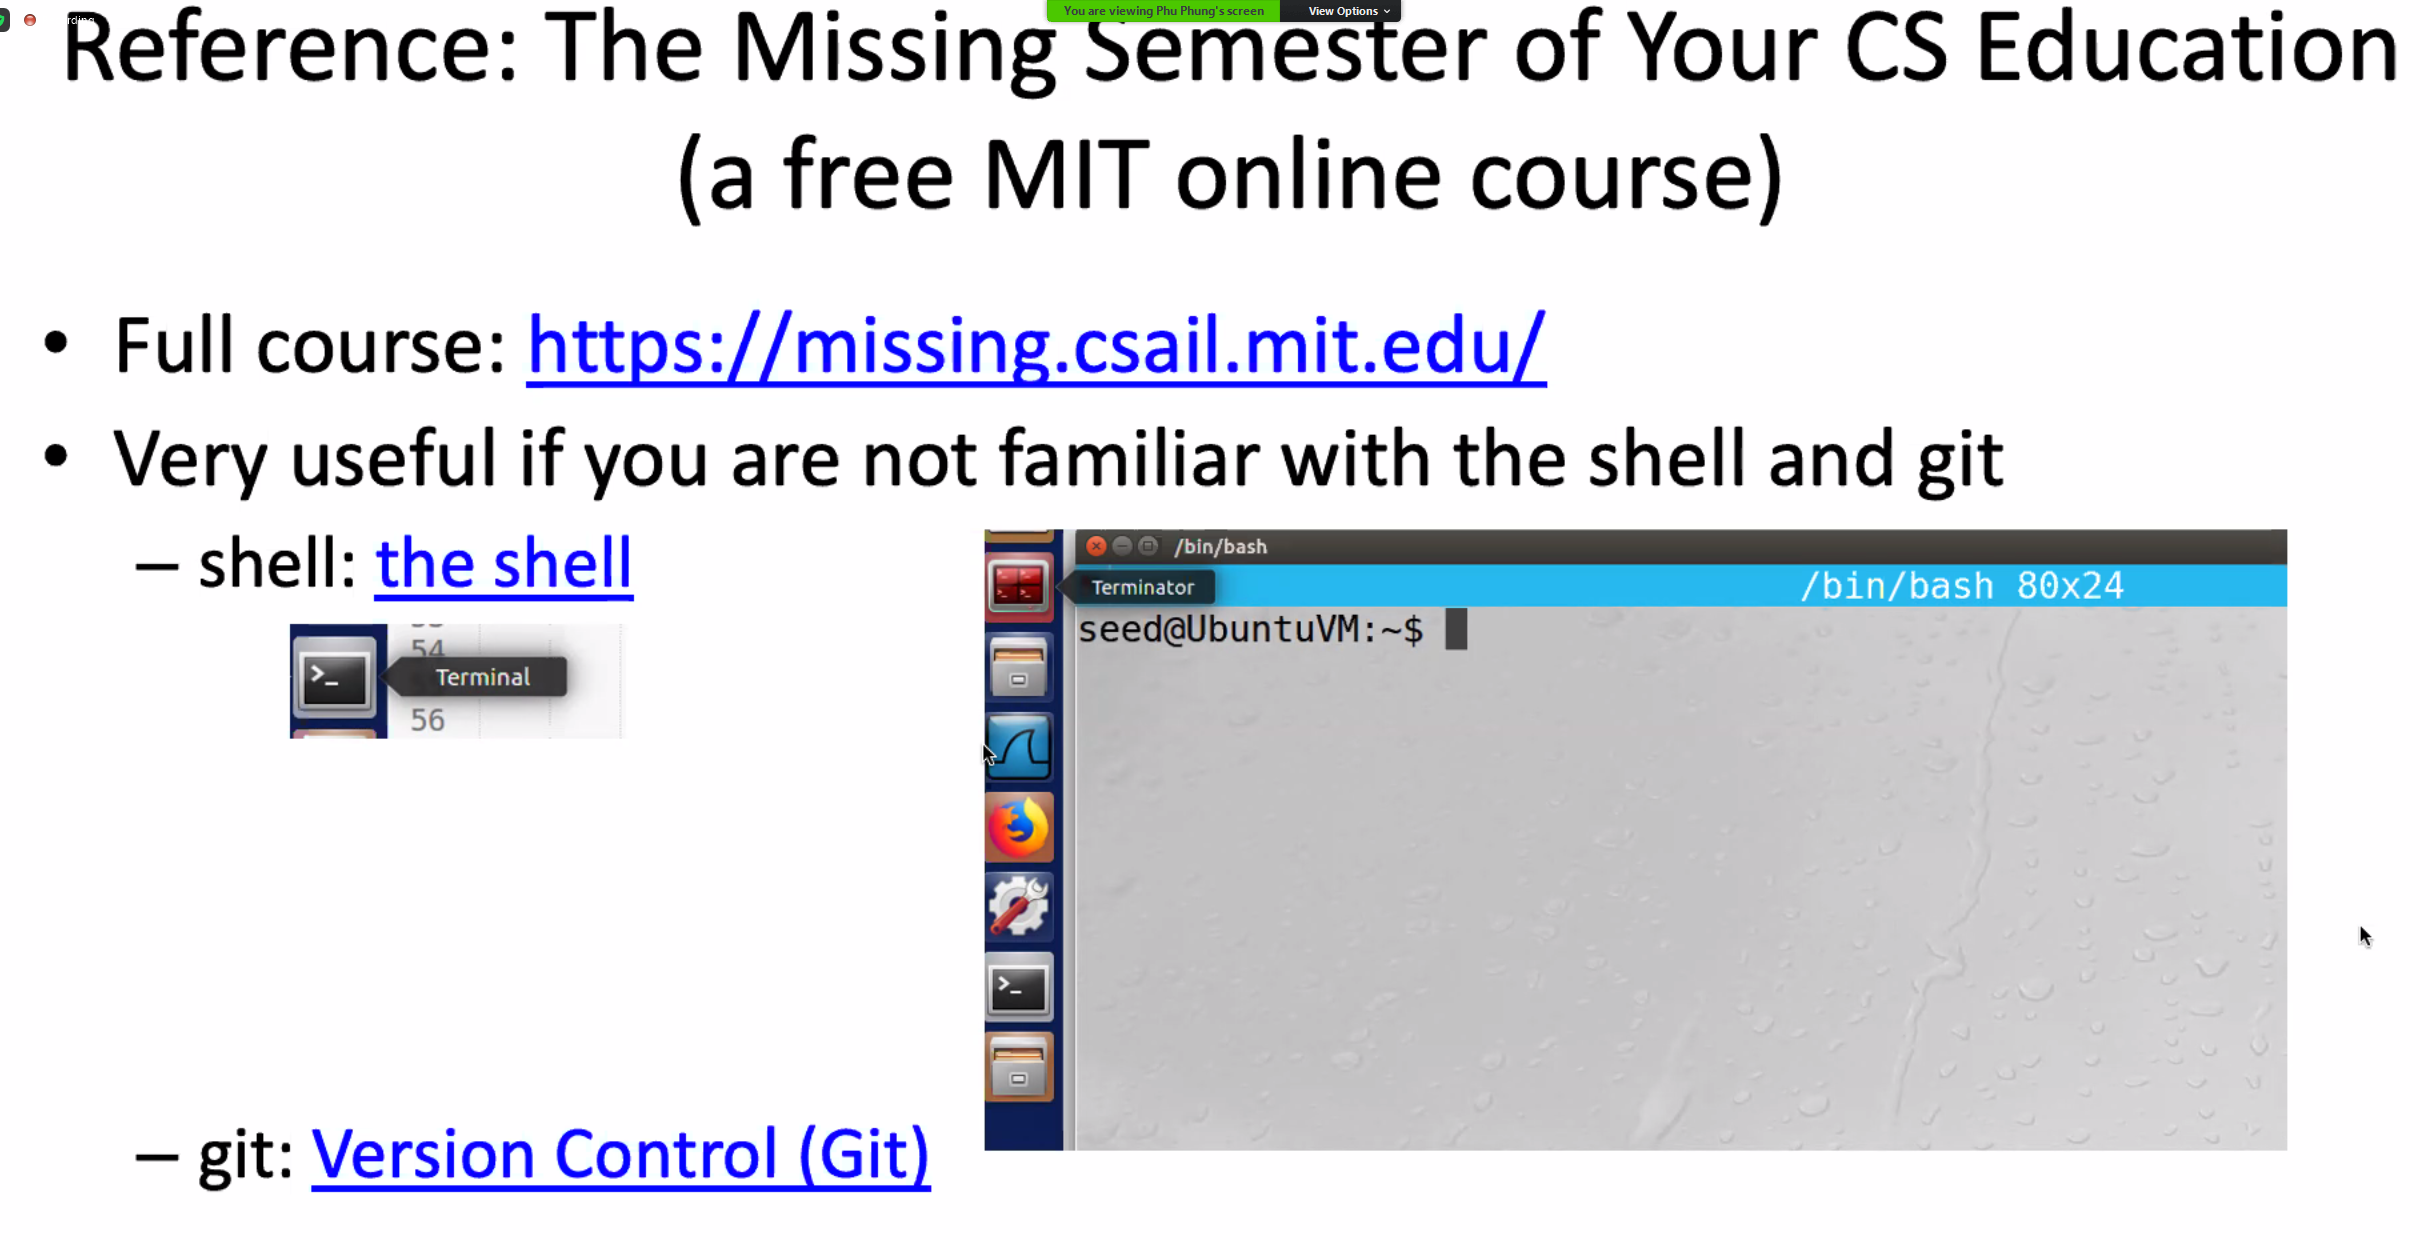 You are viewing Phu Phung's screen View Options
Reference: The Missing Semester of Your CS Education
(a free MIT online course)
• Full course: https://missing.csail.mit.edu/
• Very useful if you are not familiar with the shell and git
– shell: the shell
54
Terminal
56
/bin/bash
Terminator
/bin/bash 80x24
seed@UbuntuVM:~$
– git: Version Control (Git)